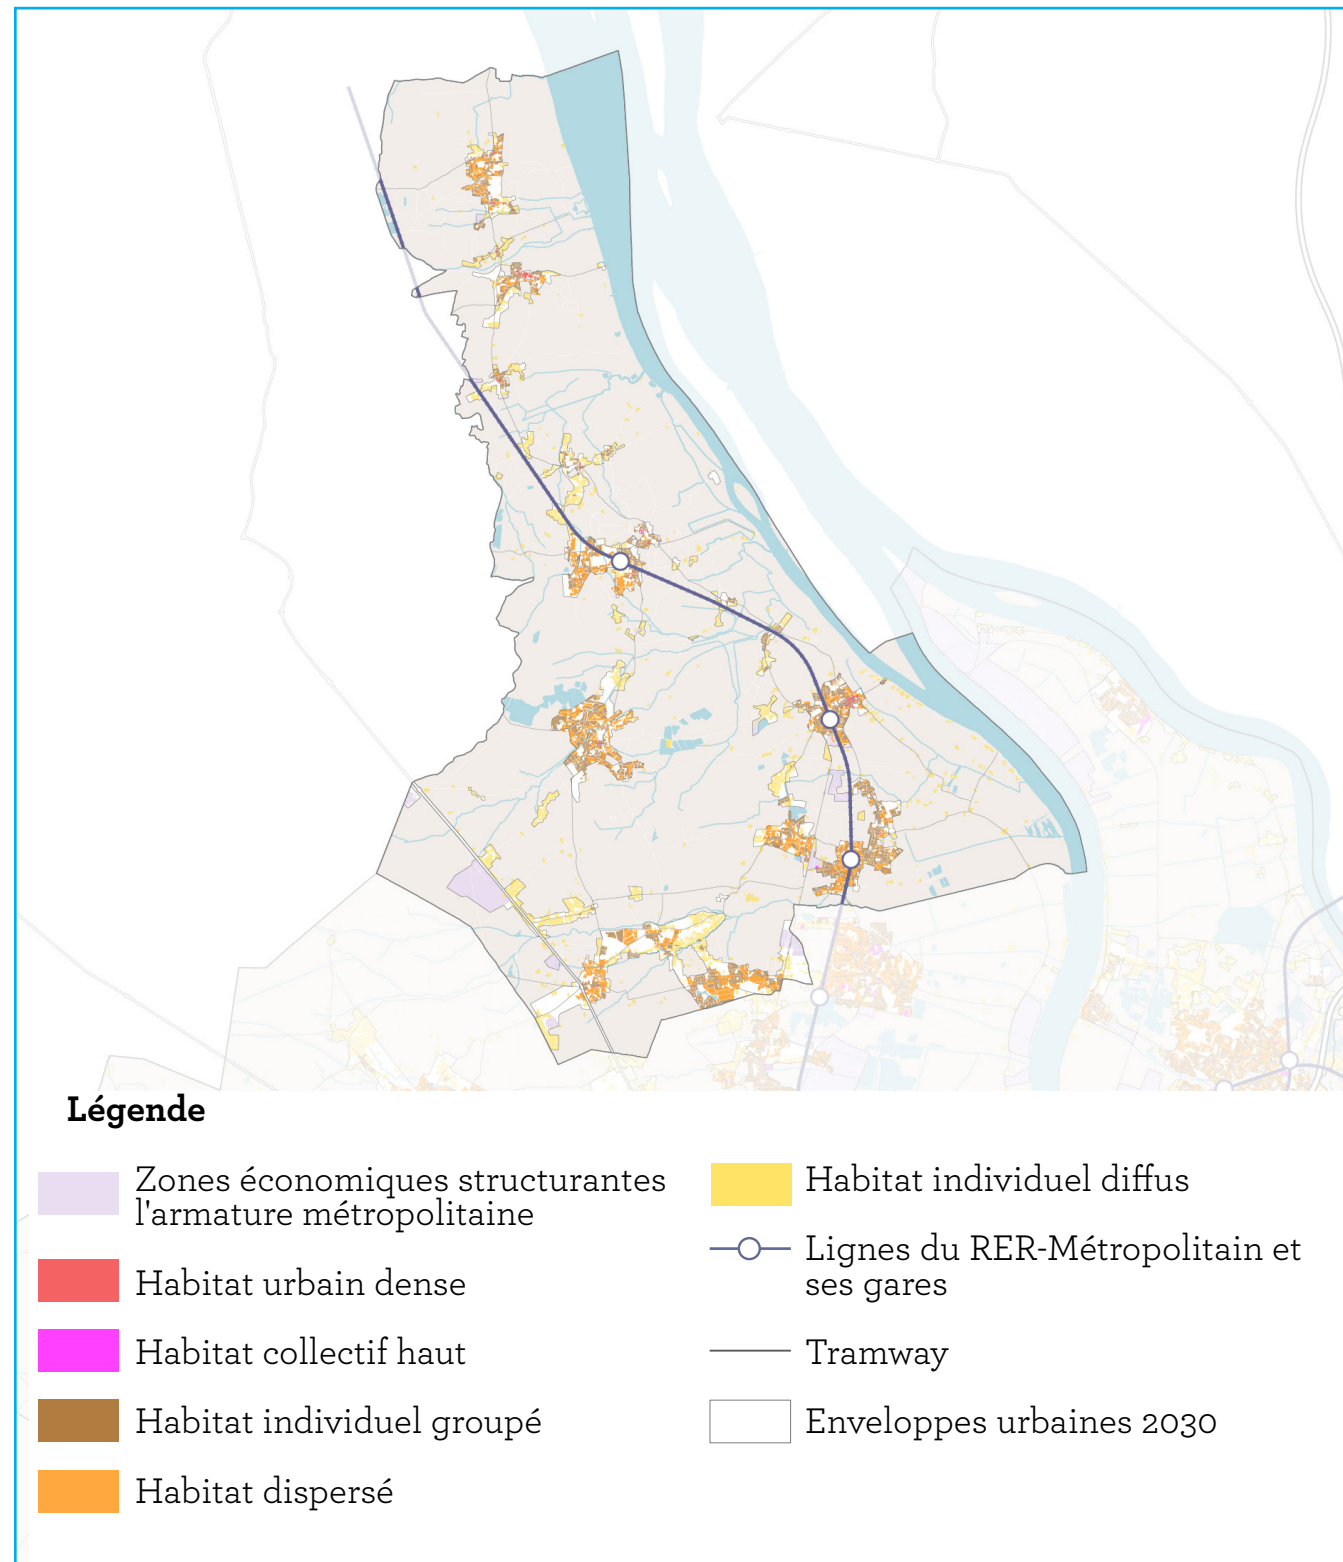 Légende
Zones économiques structurantes
l'armature métropolitaine
Habitat urbain dense
Habitat collectif haut
Habitat individuel groupé
Habitat dispersé
Habitat individuel diffus
Lignes du RER-Métropolitain et
ses gares
Tramway
Enveloppes urbaines 2030